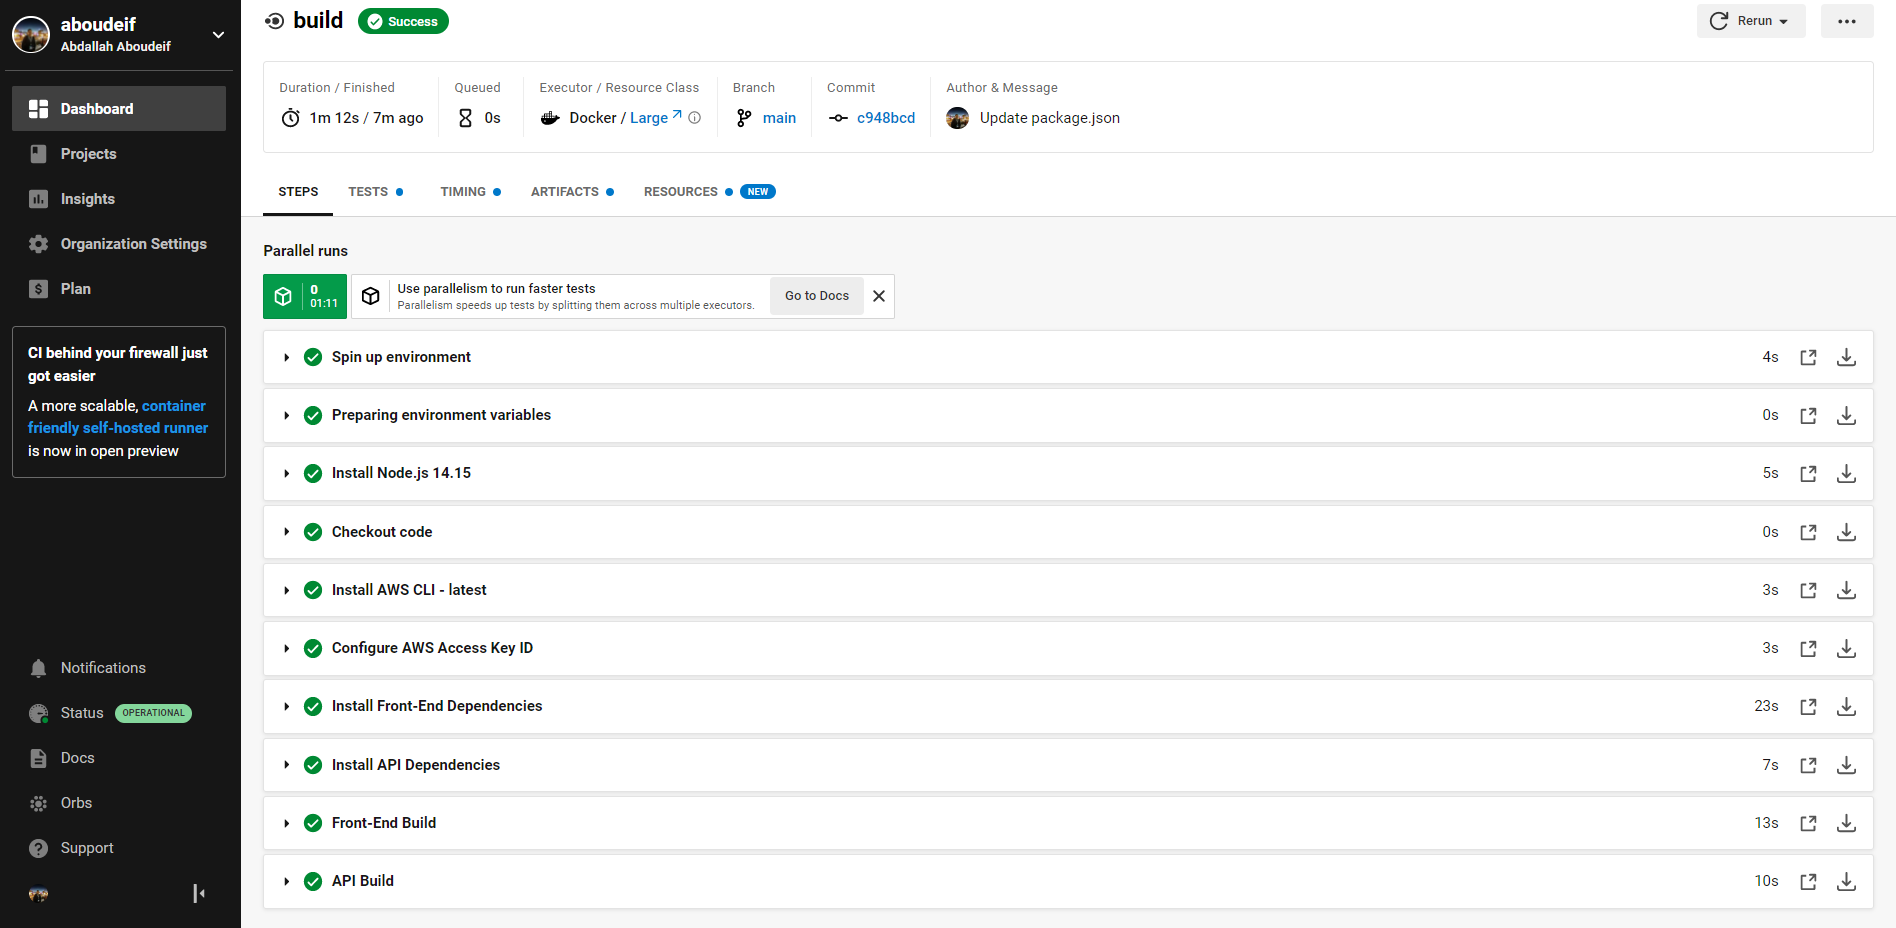 aboudeif
Abdallah Aboudeif
Dashboard
Projects
Insights
Organization Settings
Plan
CI behind your firewall just
got easier
A more scalable, container
friendly self-hosted runner
is now in open preview
Notifications
Status OPERATIONAL
Docs
Orbs
Support
build Success
Rerun
Duration / Finished
1m 12s / 7m ago
Queued
0s
Executor / Resource Class
Docker / Large
Branch
main
Commit
c948bcd
Author & Message
Update package.json
STEPS TESTS TIMING ARTIFACTS RESOURCES NEW
Parallel runs
0
01:11
Use parallelism to run faster tests
Parallelism speeds up tests by splitting them across multiple executors.
Go to Docs
Spin up environment 4s
Preparing environment variables 0s
Install Node.js 14.15 5s
Checkout code 0s
Install AWS CLI - latest 3s
Configure AWS Access Key ID 3s
Install Front-End Dependencies 23s
Install API Dependencies 7s
Front-End Build 13s
API Build 10s